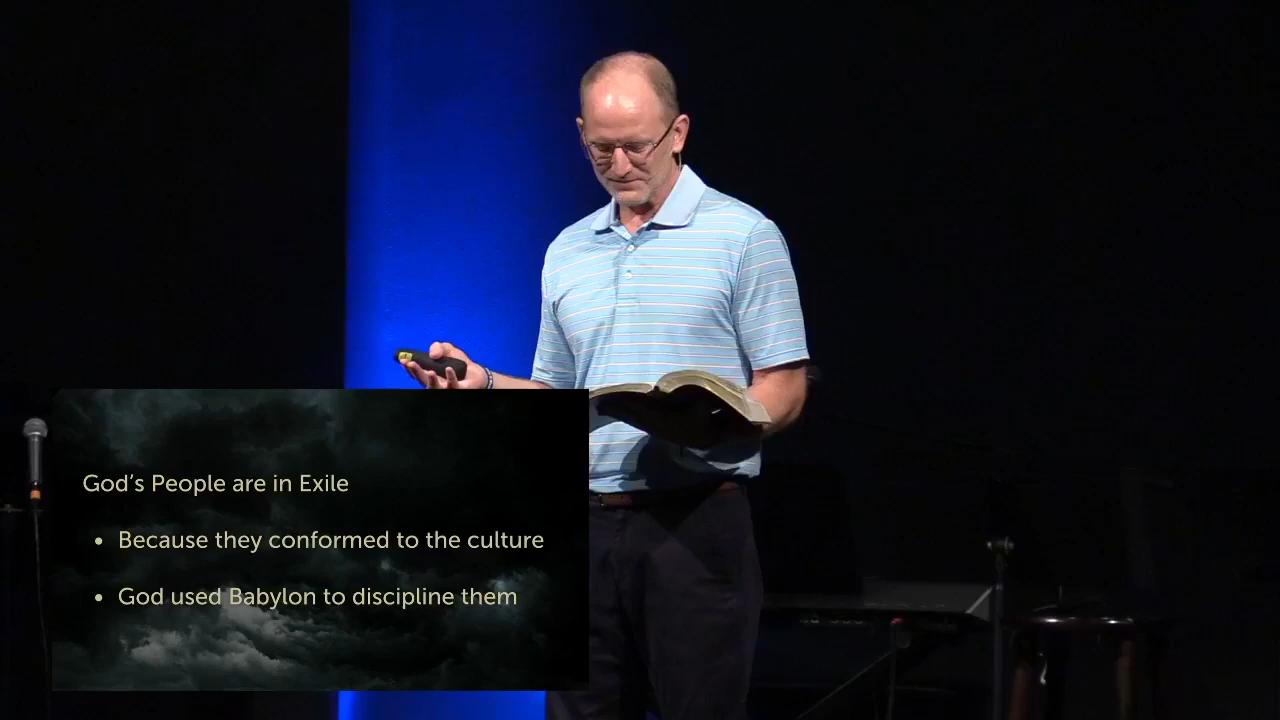 God’s People are in Exile
• Because they conformed to the culture
• God used Babylon to discipline them